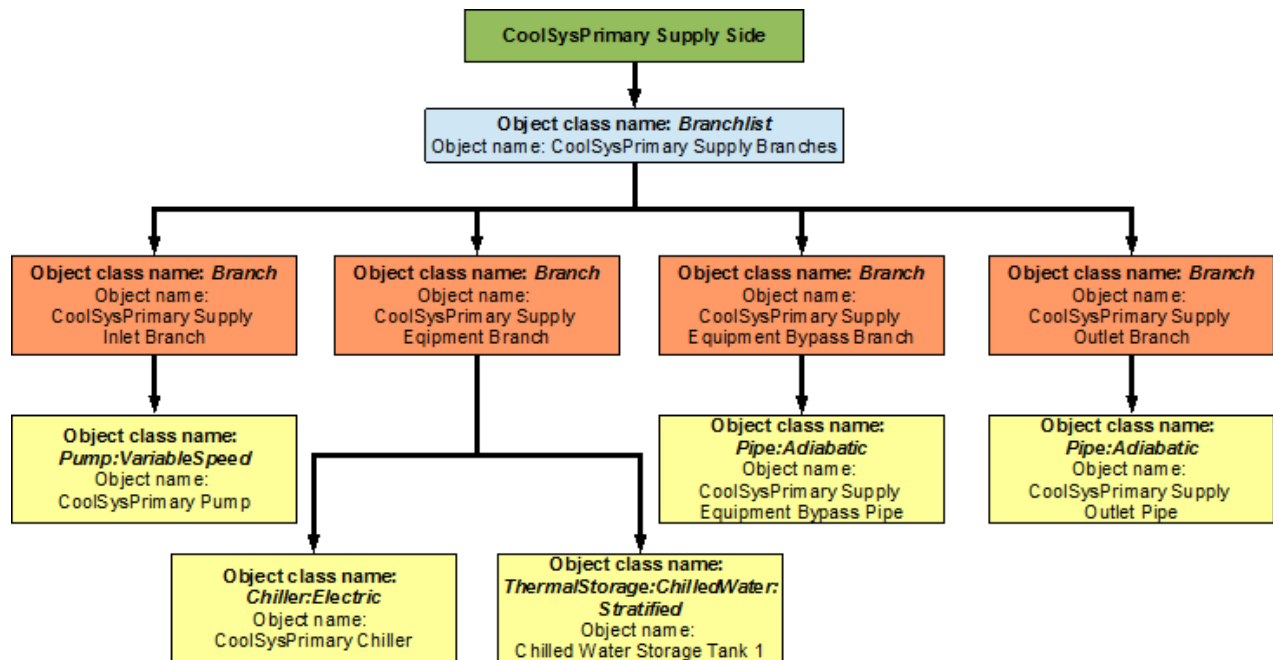 CoolSysPrimary Supply Side
Object class name: Branchlist
Object name: CoolSysPrimary Supply Branches
Object class name: Branch
Object name:
CoolSysPrimary Supply
Inlet Branch
Object class name: Branch
Object name:
CoolSysPrimary Supply
Eqipment Branch
Object class name: Branch
Object name:
CoolSysPrimary Supply
Equipment Bypass Branch
Object class name: Branch
Object name:
CoolSysPrimary Supply
Outlet Branch
Object class name:
Pump:VariableSpeed
Object name:
CoolSysPrimary Pump
Object class name:
Pipe:Adiabatic
Object name:
CoolSysPrimary Supply
Equipment Bypass Pipe
Object class name:
Pipe:Adiabatic
Object name:
CoolSysPrimary Supply
Outlet Pipe
Object class name:
Chiller:Electric
Object name:
CoolSysPrimary Chiller
Object class name:
ThermalStorage:ChilledWater:
Stratified
Object name:
Chilled Water Storage Tank 1